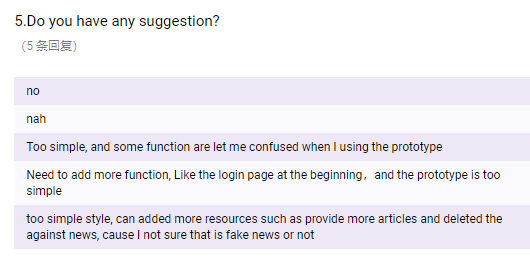 5.Do you have any suggestion?
(5 条回复)
no
nah
Too simple, and some function are let me confused when I using the prototype
Need to add more function, Like the login page at the beginning，and the prototype is too
simple
too simple style, can added more resources such as provide more articles and deleted the
against news, cause I not sure that is fake news or not